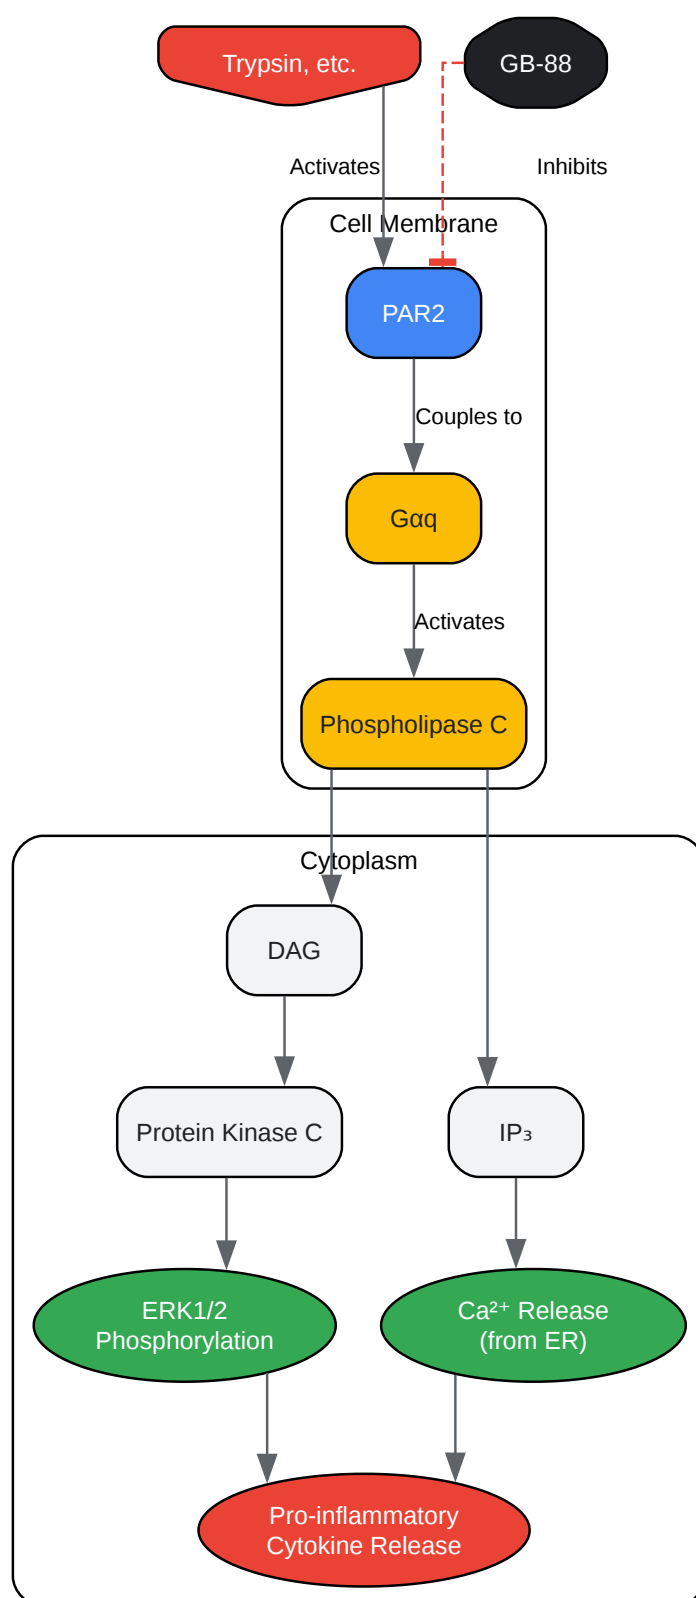 Trypsin, etc.
GB-88
Activates
Inhibits
Cell Membrane
PAR2
Couples to
Gαq
Activates
Phospholipase C
Cytoplasm
DAG
Protein Kinase C
IP₃
ERK1/2
Phosphorylation
Ca²⁺ Release
(from ER)
Pro-inflammatory
Cytokine Release